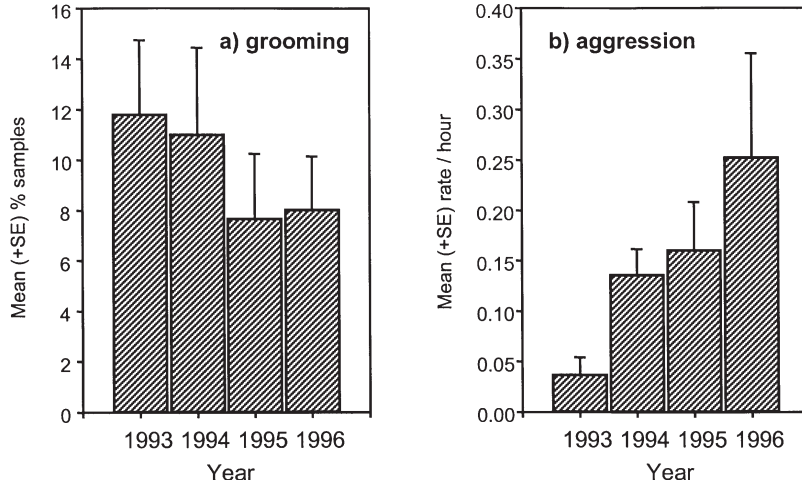 a) grooming
Mean (+SE) % samples
16
14
12
10
8
6
4
2
0
1993 1994 1995 1996
Year
b) aggression
Mean (+SE) rate / hour
0.40
0.35
0.30
0.25
0.20
0.15
0.10
0.05
0.00
1993 1994 1995 1996
Year